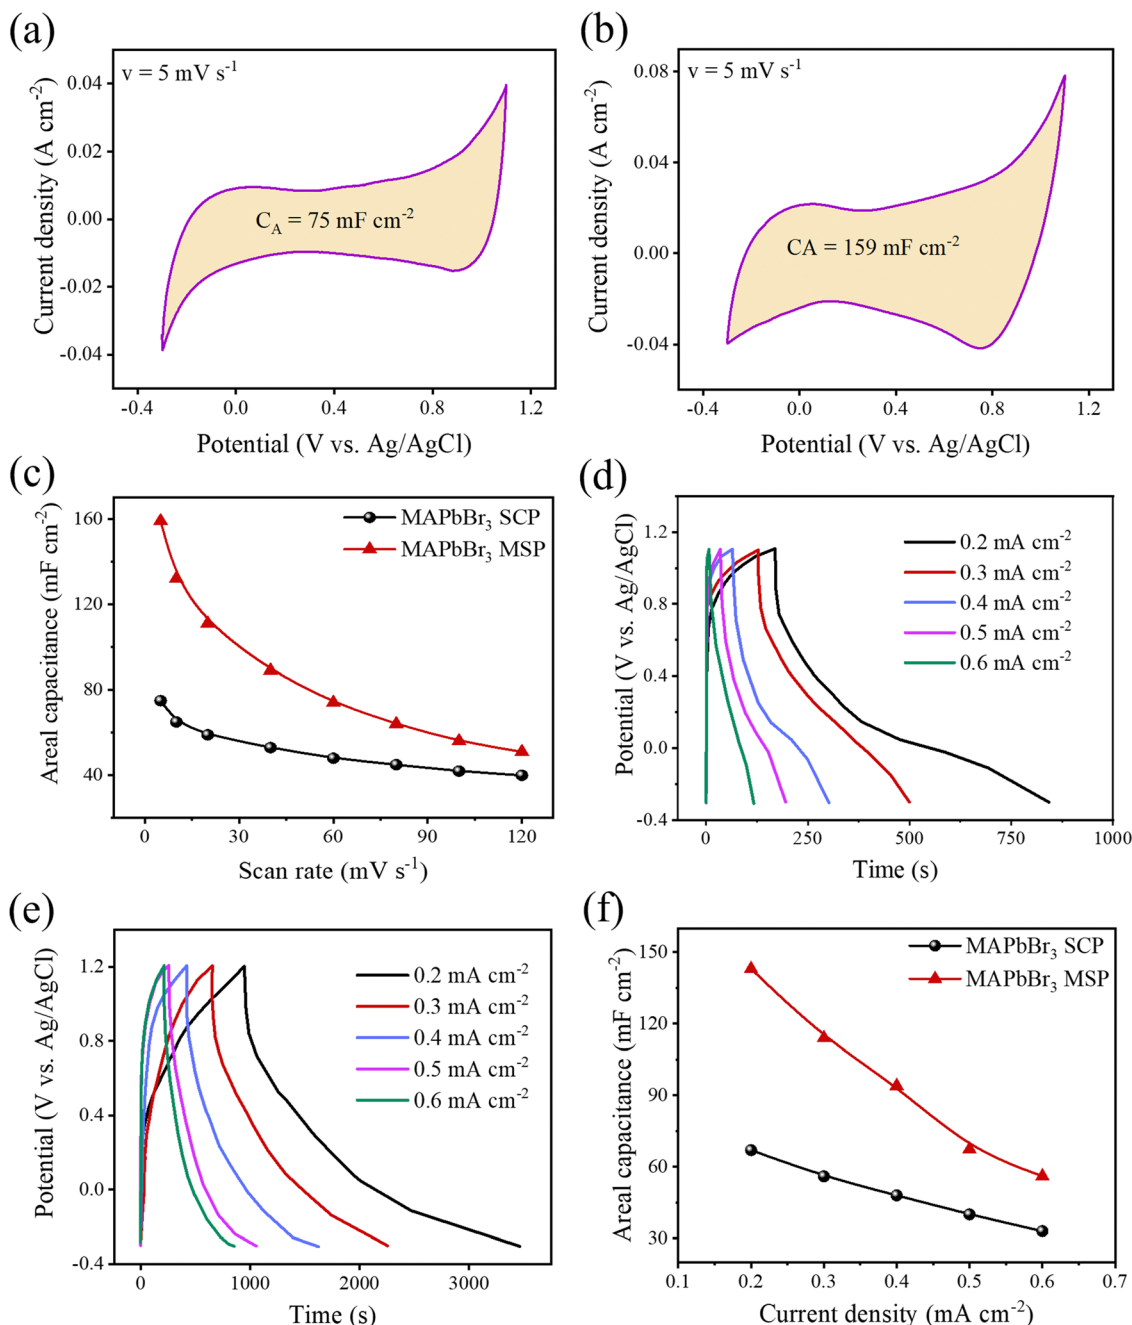 (a)
v = 5 mV s⁻¹
0.04
0.02
0.00
-0.02
-0.04
Current density (A cm⁻²)
C_A = 75 mF cm⁻²
-0.4 0.0 0.4 0.8 1.2
Potential (V vs. Ag/AgCl)
(b)
v = 5 mV s⁻¹
0.08
0.04
0.00
-0.04
Current density (A cm⁻²)
CA = 159 mF cm⁻²
-0.4 0.0 0.4 0.8 1.2
Potential (V vs. Ag/AgCl)
(c)
160
120
80
40
Areal capacitance (mF cm⁻²)
MAPbBr₃ SCP
MAPbBr₃ MSP
0 30 60 90 120
Scan rate (mV s⁻¹)
(d)
1.2
0.8
0.4
0.0
-0.4
Potential (V vs. Ag/AgCl)
0.2 mA cm⁻²
0.3 mA cm⁻²
0.4 mA cm⁻²
0.5 mA cm⁻²
0.6 mA cm⁻²
0 250 500 750 1000
Time (s)
(e)
1.2
0.8
0.4
0.0
-0.4
Potential (V vs. Ag/AgCl)
0.2 mA cm⁻²
0.3 mA cm⁻²
0.4 mA cm⁻²
0.5 mA cm⁻²
0.6 mA cm⁻²
0 1000 2000 3000
Time (s)
(f)
150
120
90
60
30
Areal capacitance (mF cm⁻²)
MAPbBr₃ SCP
MAPbBr₃ MSP
0.1 0.2 0.3 0.4 0.5 0.6 0.7
Current density (mA cm⁻²)